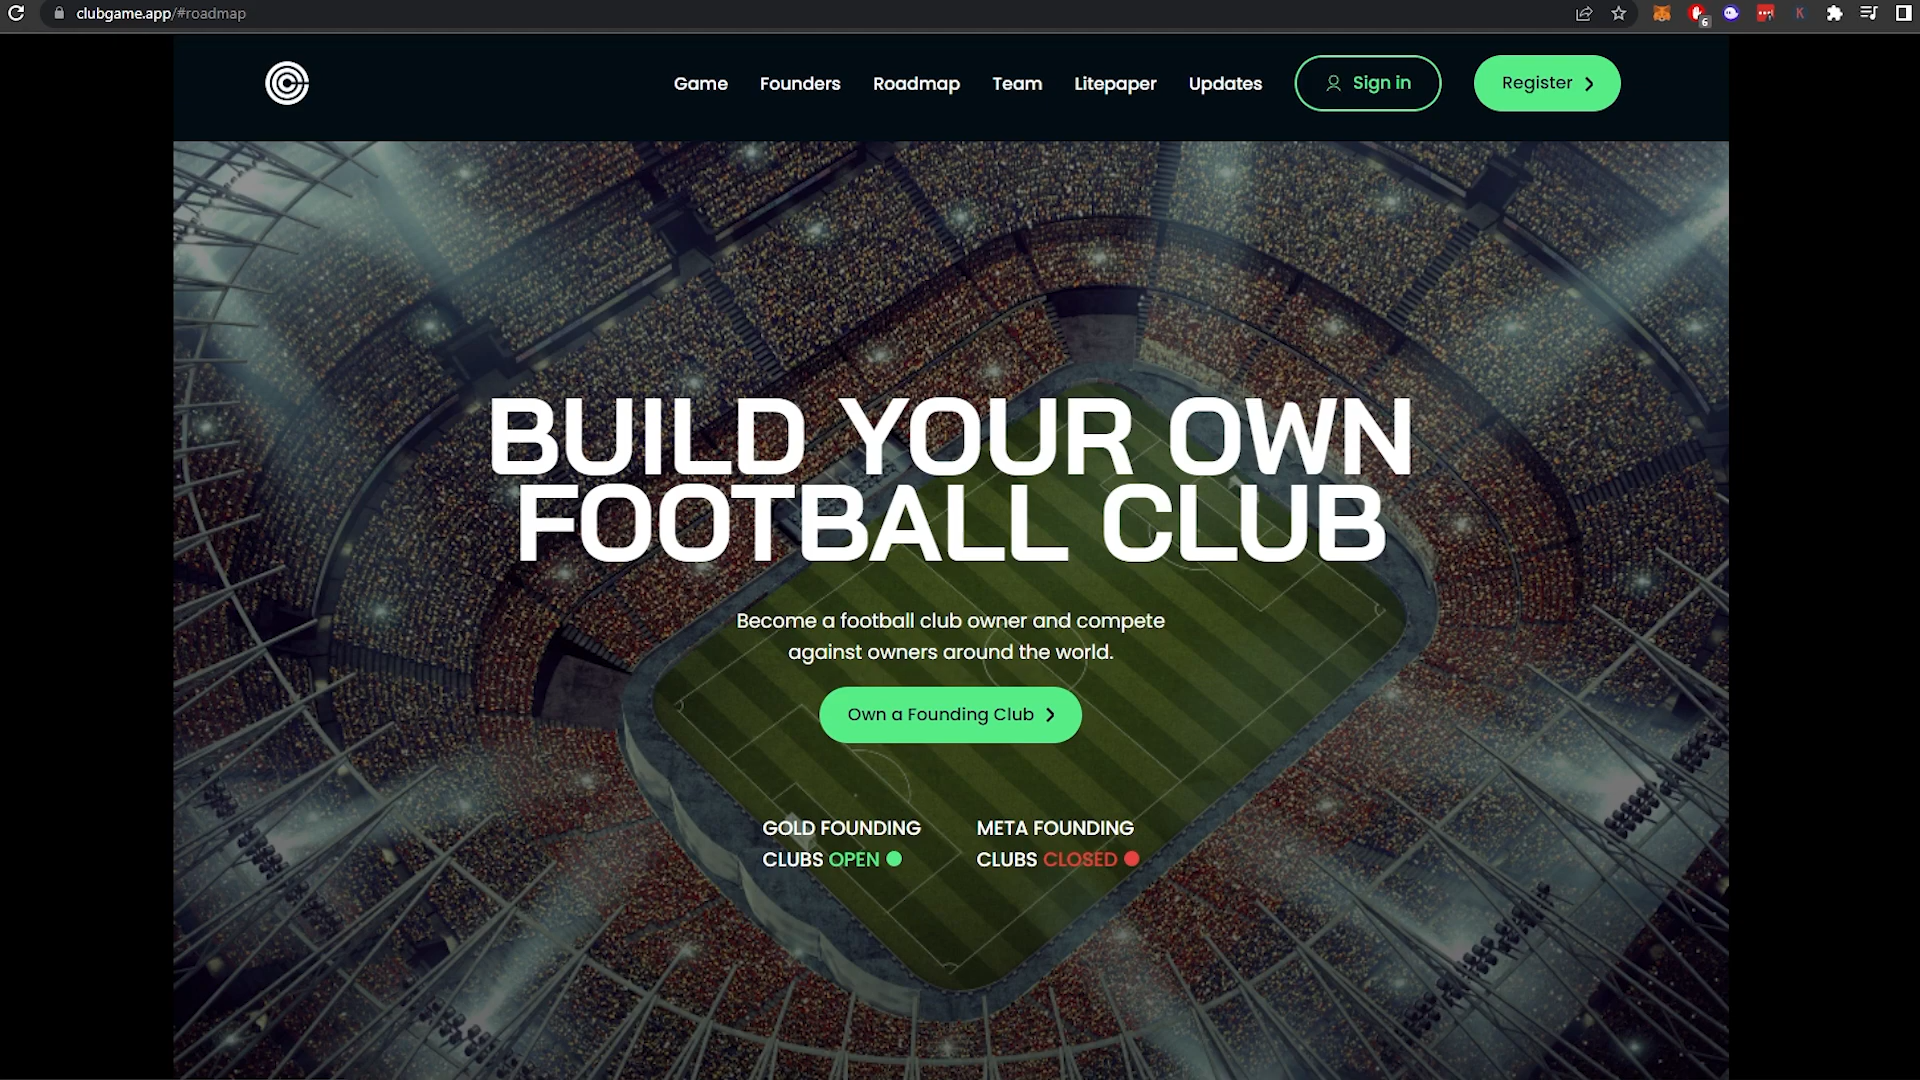 clubgame.app/#roadmap
6
Game
Founders
Roadmap
Team
Litepaper
Updates
Sign in
Register
BUILD YOUR OWN
FOOTBALL CLUB
Become a football club owner and compete
against owners around the world.
Own a Founding Club
GOLD FOUNDING
CLUBS OPEN
META FOUNDING
CLUBS CLOSED